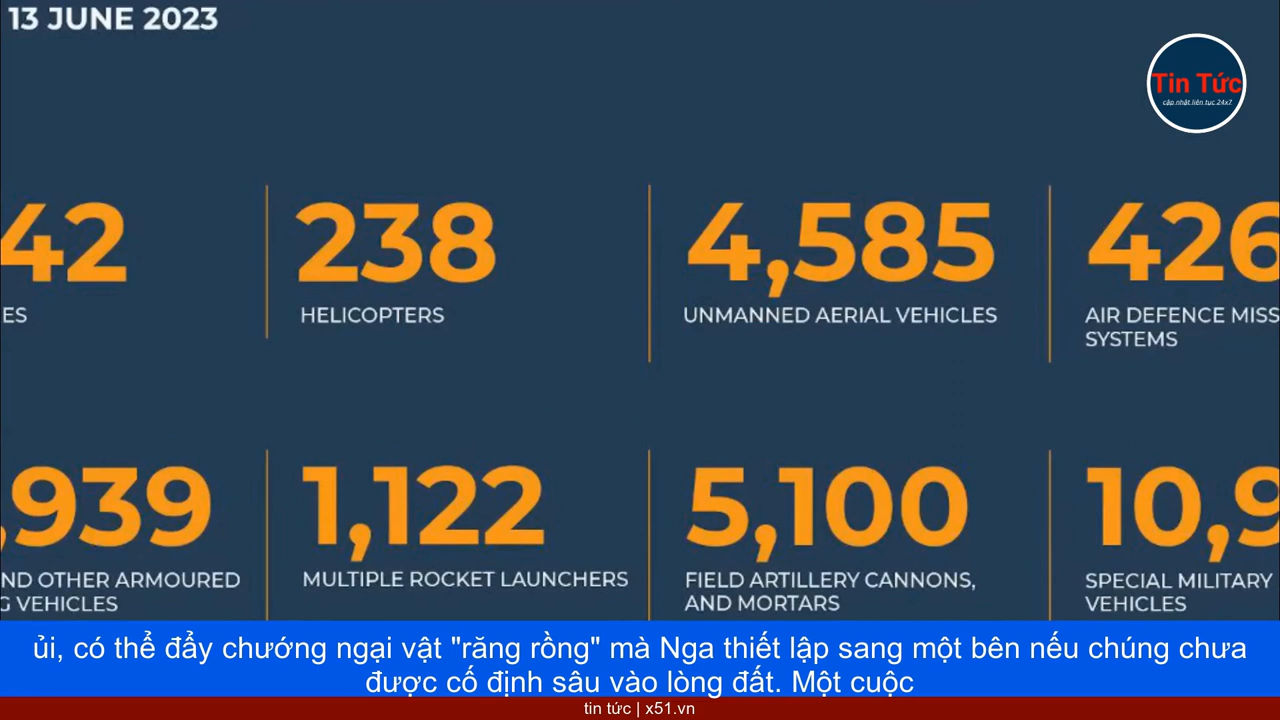 13 JUNE 2023
Tin Tức
cập.nhật.liên.tục.24x7
42
238
4,585
426
ES
HELICOPTERS
UNMANNED AERIAL VEHICLES
AIR DEFENCE MISS
SYSTEMS
,939
1,122
5,100
10,9
ND OTHER ARMOURED
G VEHICLES
MULTIPLE ROCKET LAUNCHERS
FIELD ARTILLERY CANNONS,
AND MORTARS
SPECIAL MILITARY
VEHICLES
ủi, có thể đẩy chướng ngại vật "răng rồng" mà Nga thiết lập sang một bên nếu chúng chưa
được cố định sâu vào lòng đất. Một cuộc
tin tức | x51.vn